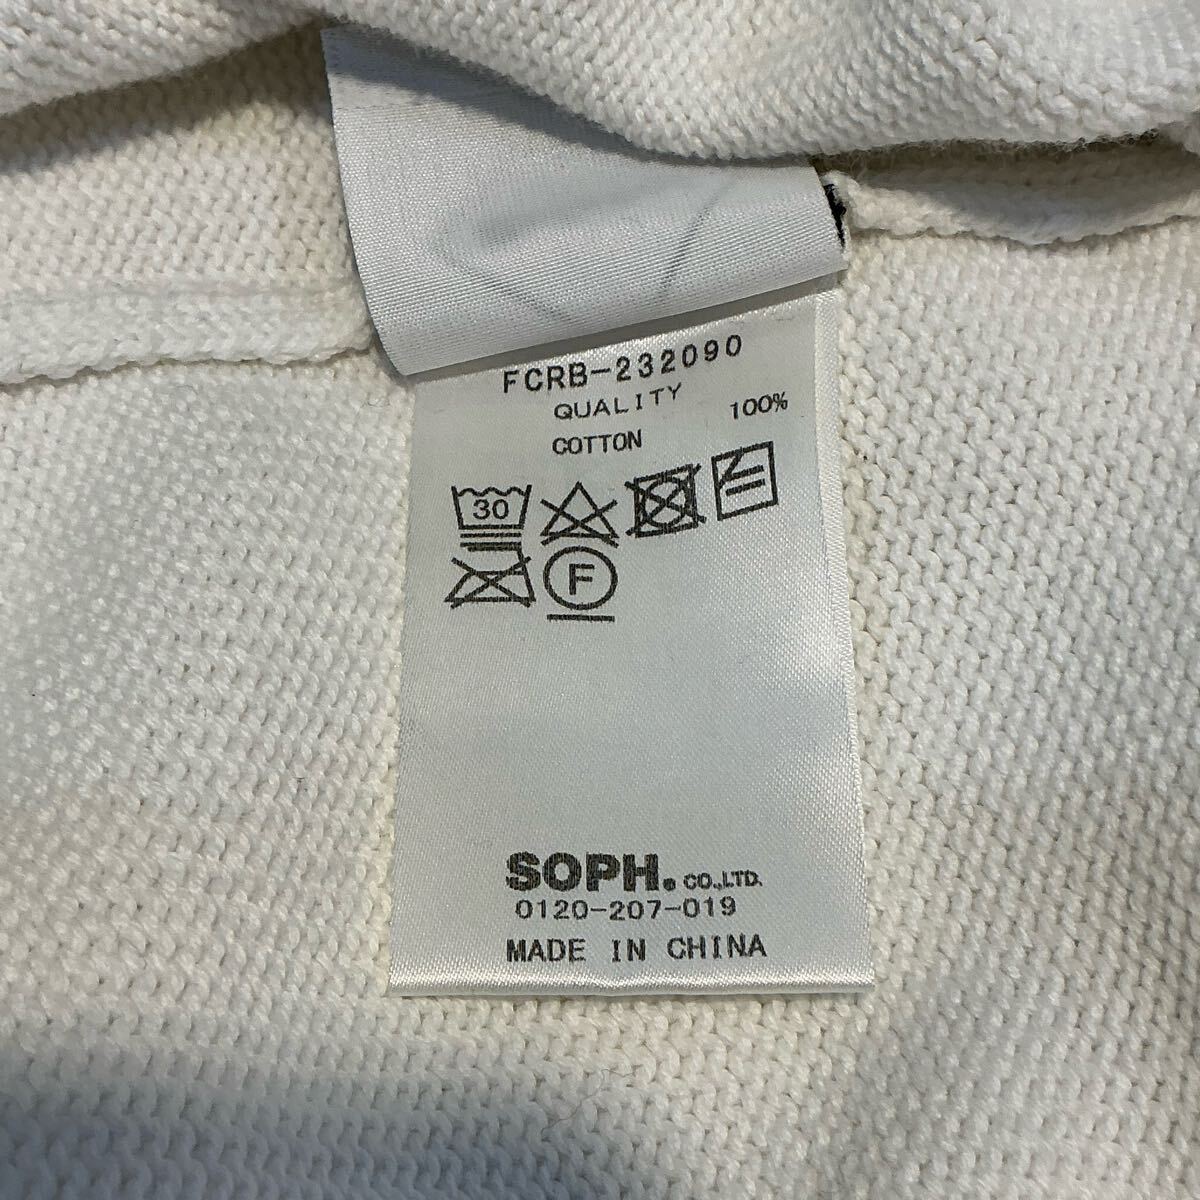 FCRB-232090
QUALITY
COTTON 100%
30
F
SOPH. CO.,LTD.
0120-207-019
MADE IN CHINA